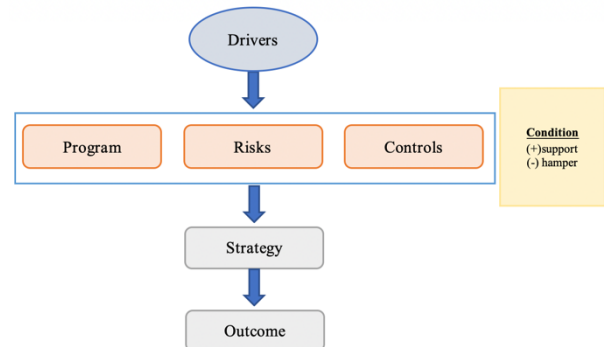 Drivers
Program
Risks
Controls
Condition
(+)support
(-) hamper
Strategy
Outcome